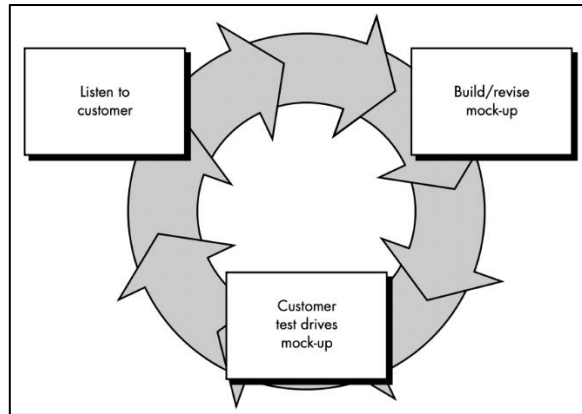 Listen to
customer
Build/revise
mock-up
Customer
test drives
mock-up